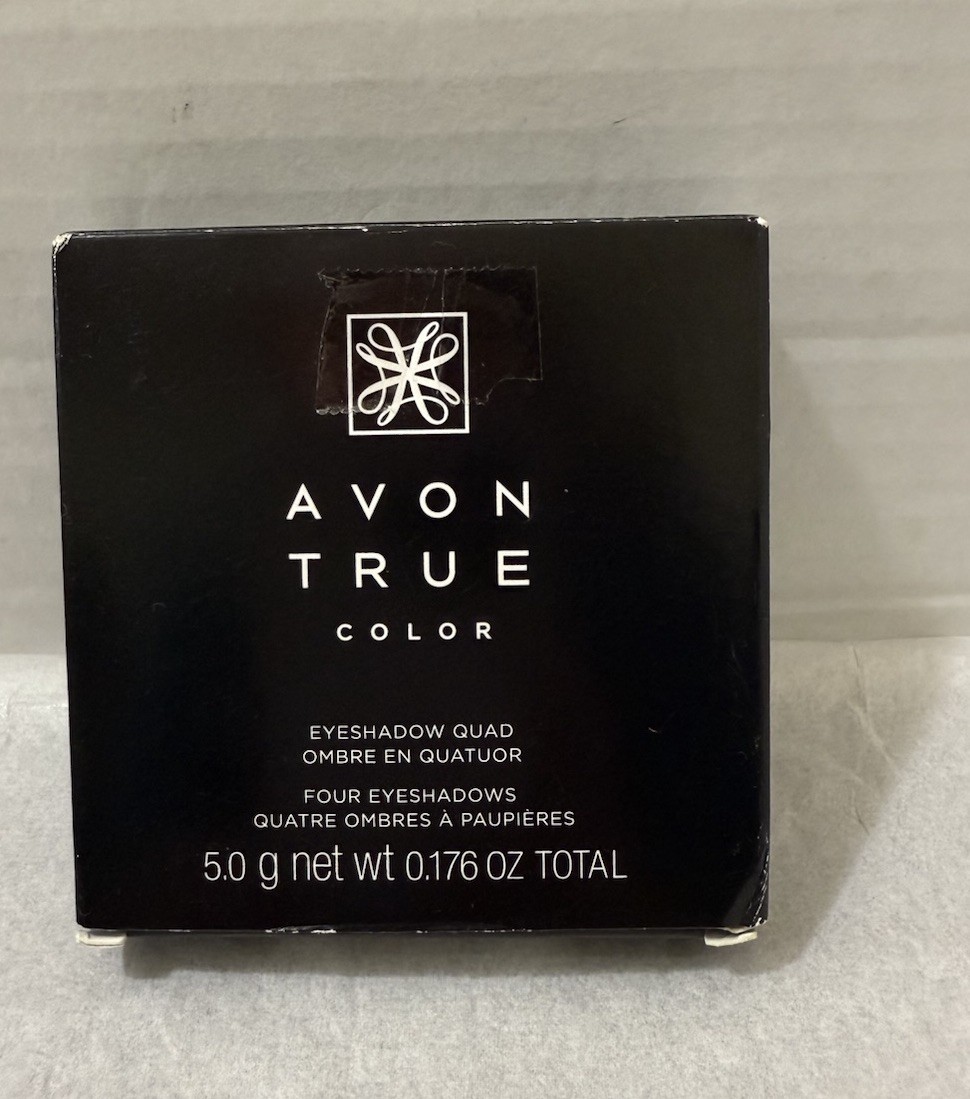 AVON
TRUE
COLOR
EYESHADOW QUAD
OMBRE EN QUATUOR
FOUR EYESHADOWS
QUATRE OMBRES À PAUPIÈRES
5.0 g net wt 0.176 OZ TOTAL